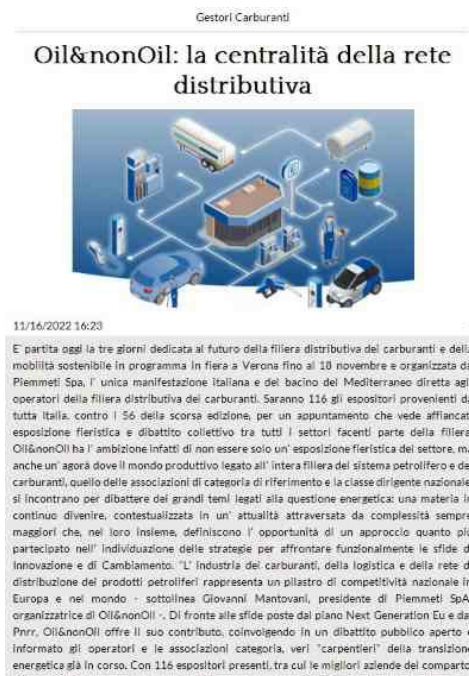 Gestori Carburanti
Oil&nonOil: la centralità della rete
distributiva
11/16/2022 16:23
E' partita oggi la tre giorni dedicata al futuro della filiera distributiva dei carburanti e della
mobilità sostenibile in programma in fiera a Verona fino al 18 novembre e organizzata da
Piemmeti Spa, l' unica manifestazione italiana e del bacino del Mediterraneo diretta agli
operatori della filiera distributiva dei carburanti. Saranno 116 gli espositori provenienti da
tutta Italia, contro i 56 della scorsa edizione, per un appuntamento che vede affiancati
esposizione fieristica e dibattito collettivo tra tutti i settori facenti parte della filiera.
Oil&nonOil ha l' ambizione infatti di non essere solo un' esposizione fieristica del settore, ma
anche un' agorà dove il mondo produttivo legato all' intera filiera del sistema petrolifero e dei
carburanti, quello delle associazioni di categoria di riferimento e la classe dirigente nazionale
si incontrano per dibattere dei grandi temi legati alla questione energetica: una materia in
continuo divenire, contestualizzata in un' attualità attraversata da complessità sempre
maggiori che, nel loro insieme, definiscono l' opportunità di un approccio quanto più
partecipato nell' individuazione delle strategie per affrontare funzionalmente le sfide di
Innovazione e di Cambiamento. "L' industria dei carburanti, della logistica e della rete di
distribuzione dei prodotti petroliferi rappresenta un pilastro di competitività nazionale in
Europa e nel mondo - sottolinea Giovanni Mantovani, presidente di Piemmeti SpA,
organizzatrice di Oil&nonOil -. Di fronte alle sfide poste dal piano Next Generation Eu e dal
Pnrr, Oil&nonOil offre il suo contributo, coinvolgendo in un dibattito pubblico aperto e
informato gli operatori e le associazioni categoria, veri "carpentieri" della transizione
energetica già in corso. Con 116 espositori presenti, tra cui le migliori aziende del comparto